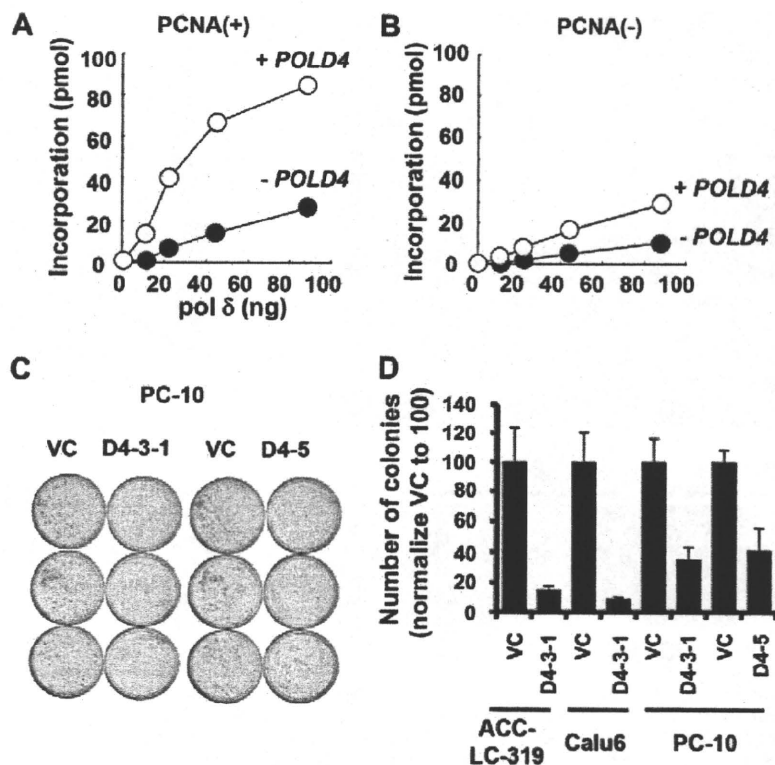 A
PCNA(+)
+ POLD4
- POLD4
Incorporation (pmol)
100
80
60
40
20
0
0 20 40 60 80 100
pol δ (ng)
B
PCNA(-)
+ POLD4
- POLD4
Incorporation (pmol)
100
80
60
40
20
0
0 20 40 60 80 100
C
PC-10
VC D4-3-1 VC D4-5
D
Number of colonies
(normalize VC to 100)
140
120
100
80
60
40
20
0
VC D4-3-1 VC D4-3-1 VC D4-3-1 VC D4-5
ACC-
LC-319
Calu6
PC-10